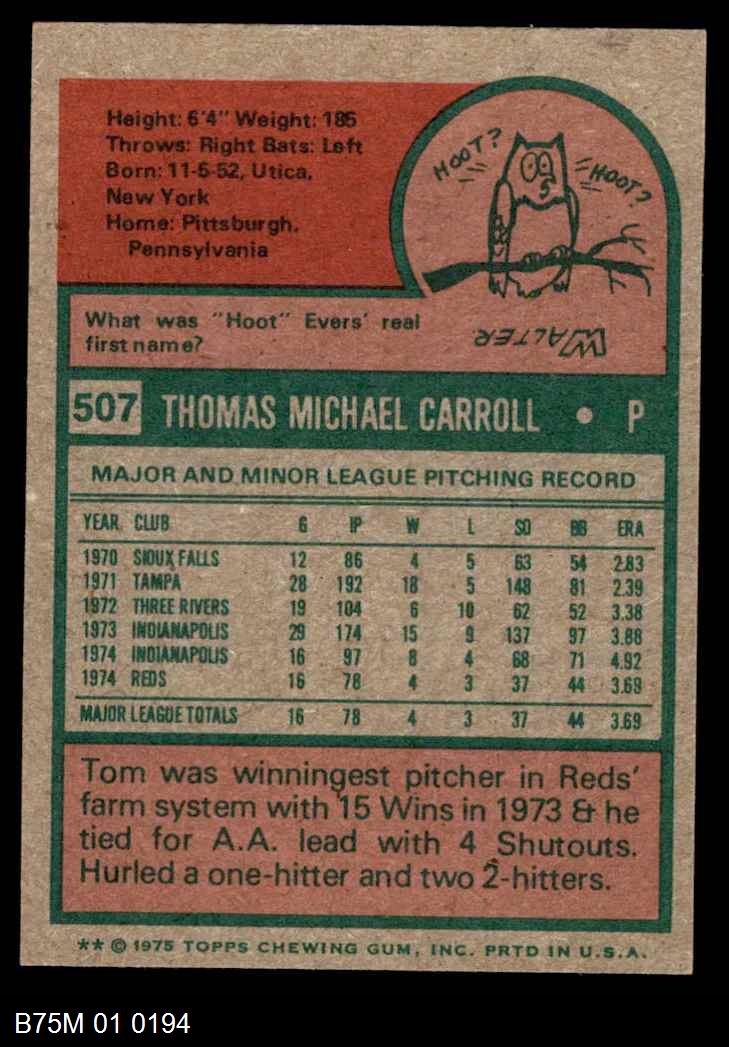 Height: 6'4" Weight: 185
Throws: Right Bats: Left
Born: 11-5-52, Utica,
New York
Home: Pittsburgh,
Pennsylvania
HOOT?
HOOT?
What was "Hoot" Evers' real
first name?
WALTER.
507 THOMAS MICHAEL CARROLL • P
MAJOR AND MINOR LEAGUE PITCHING RECORD
YEAR CLUB G IP W L SO BB ERA
1970 SIOUX FALLS 12 86 4 5 63 54 2.83
1971 TAMPA 28 192 18 5 148 81 2.39
1972 THREE RIVERS 19 104 6 10 62 52 3.38
1973 INDIANAPOLIS 29 174 15 9 137 97 3.88
1974 INDIANAPOLIS 16 97 8 4 68 71 4.92
1974 REDS 16 78 4 3 37 44 3.69
MAJOR LEAGUE TOTALS 16 78 4 3 37 44 3.69
Tom was winningest pitcher in Reds'
farm system with 15 Wins in 1973 & he
tied for A.A. lead with 4 Shutouts.
Hurled a one-hitter and two 2-hitters.
** © 1975 TOPPS CHEWING GUM, INC. PRTD IN U.S.A.
B75M 01 0194